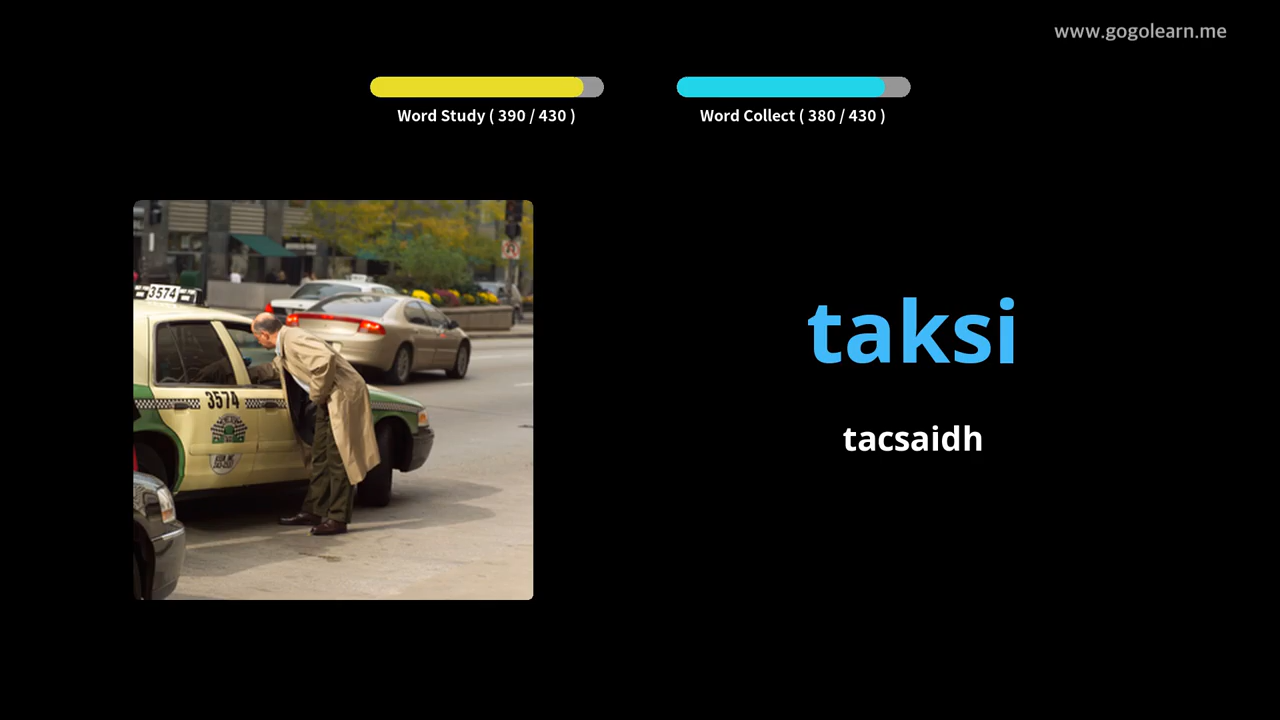 www.gogolearn.me
Word Study ( 390 / 430 )
Word Collect ( 380 / 430 )
3574
3574
taksi
tacsaidh